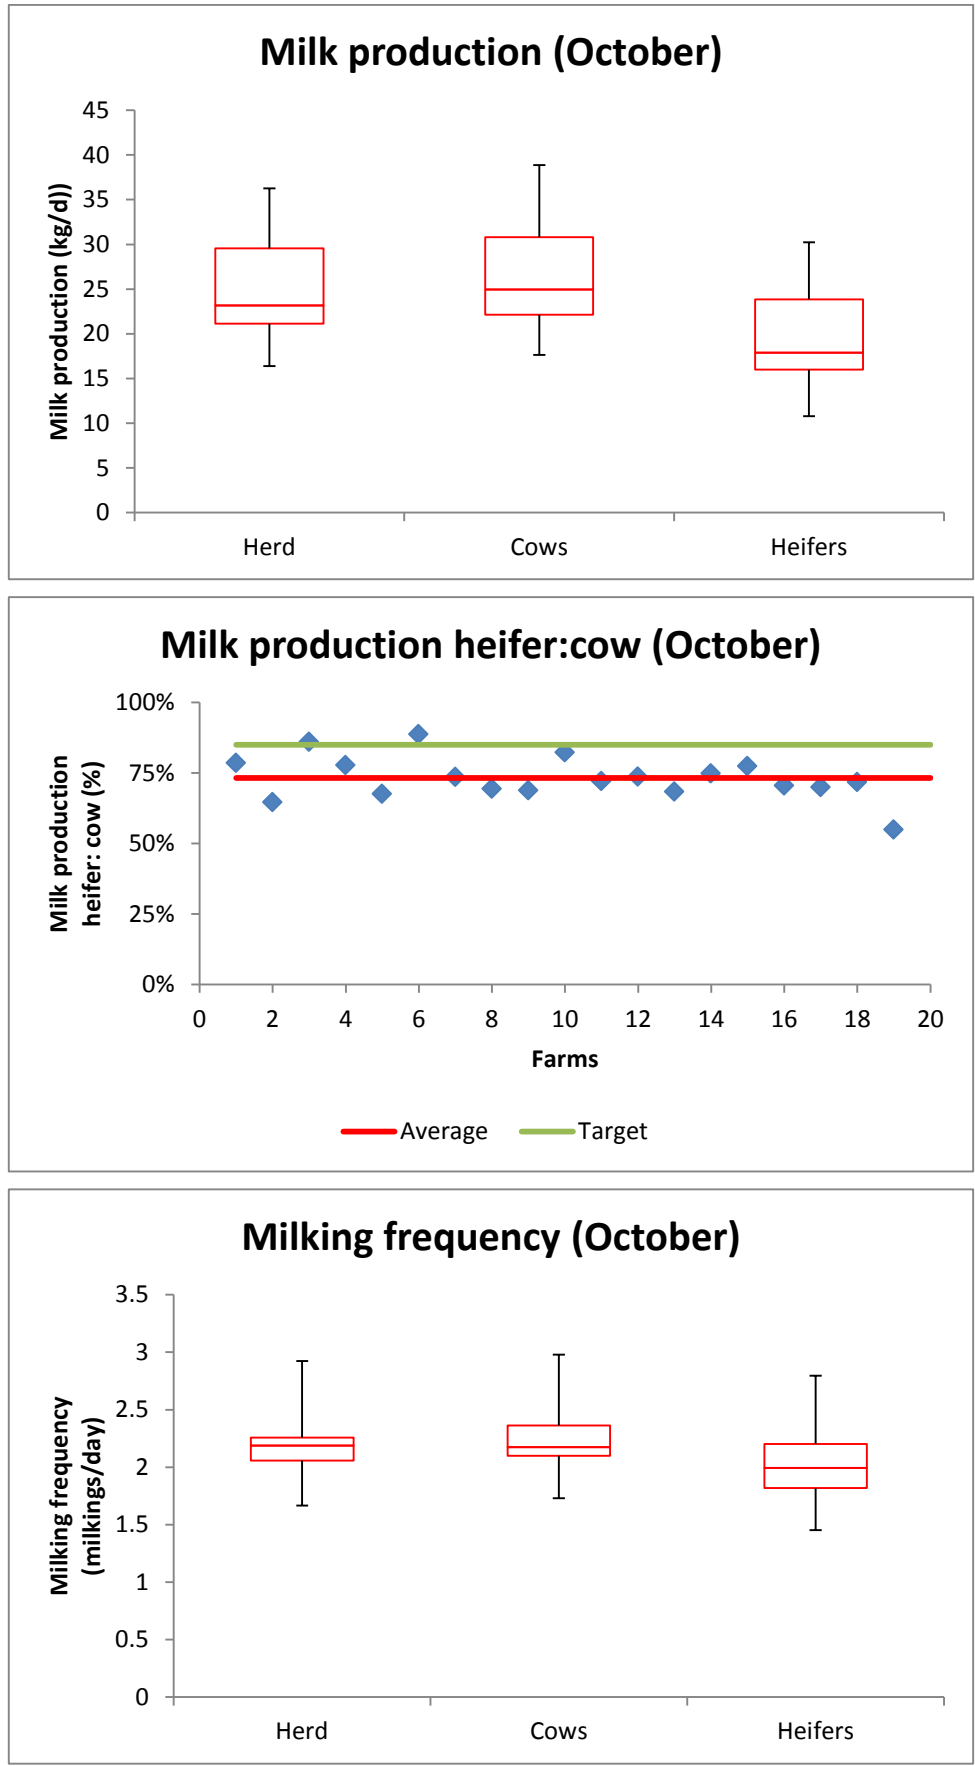 Milk production (October)
Milk production (kg/d))
45
40
35
30
25
20
15
10
5
0
Herd Cows Heifers
Milk production heifer:cow (October)
Milk production
heifer: cow (%)
100%
75%
50%
25%
0%
0 2 4 6 8 10 12 14 16 18 20
Farms
Average Target
Milking frequency (October)
Milking frequency
(milkings/day)
3.5
3
2.5
2
1.5
1
0.5
0
Herd Cows Heifers